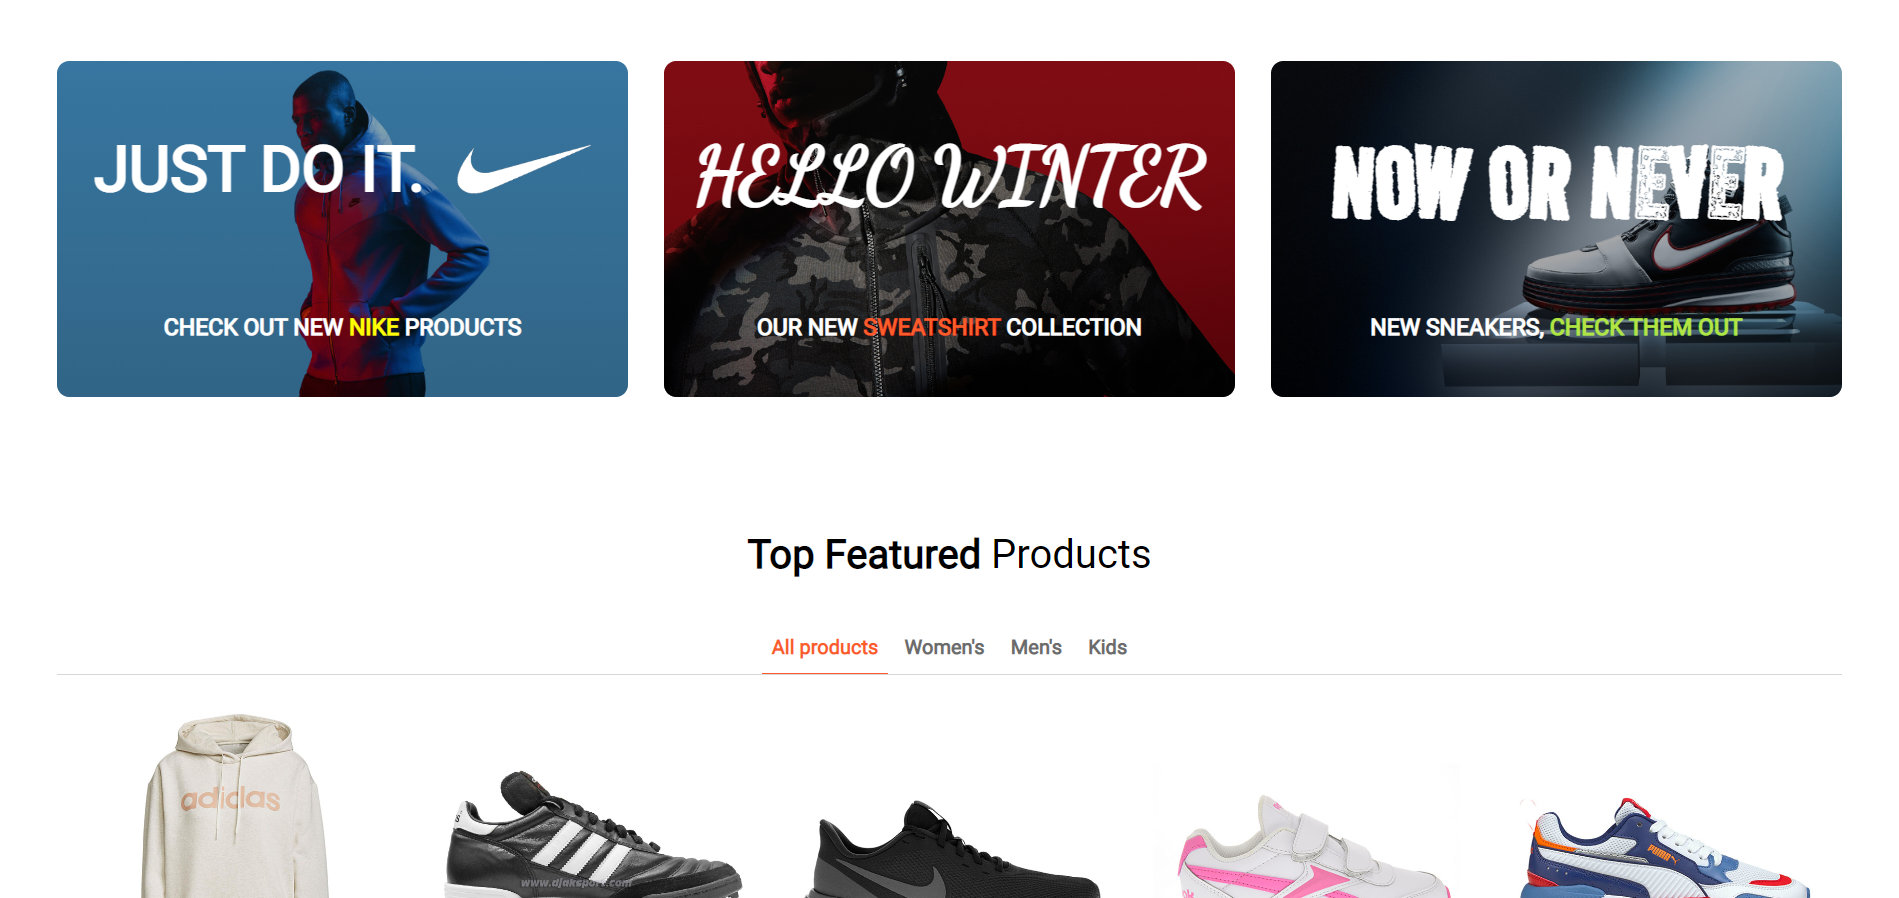 JUST DO IT.
CHECK OUT NEW NIKE PRODUCTS
HELLO WINTER
OUR NEW SWEATSHIRT COLLECTION
NOW OR NEVER
NEW SNEAKERS, CHECK THEM OUT
Top Featured Products
All products Women's Men's Kids
adidas
www.djaksport.com
PUMA